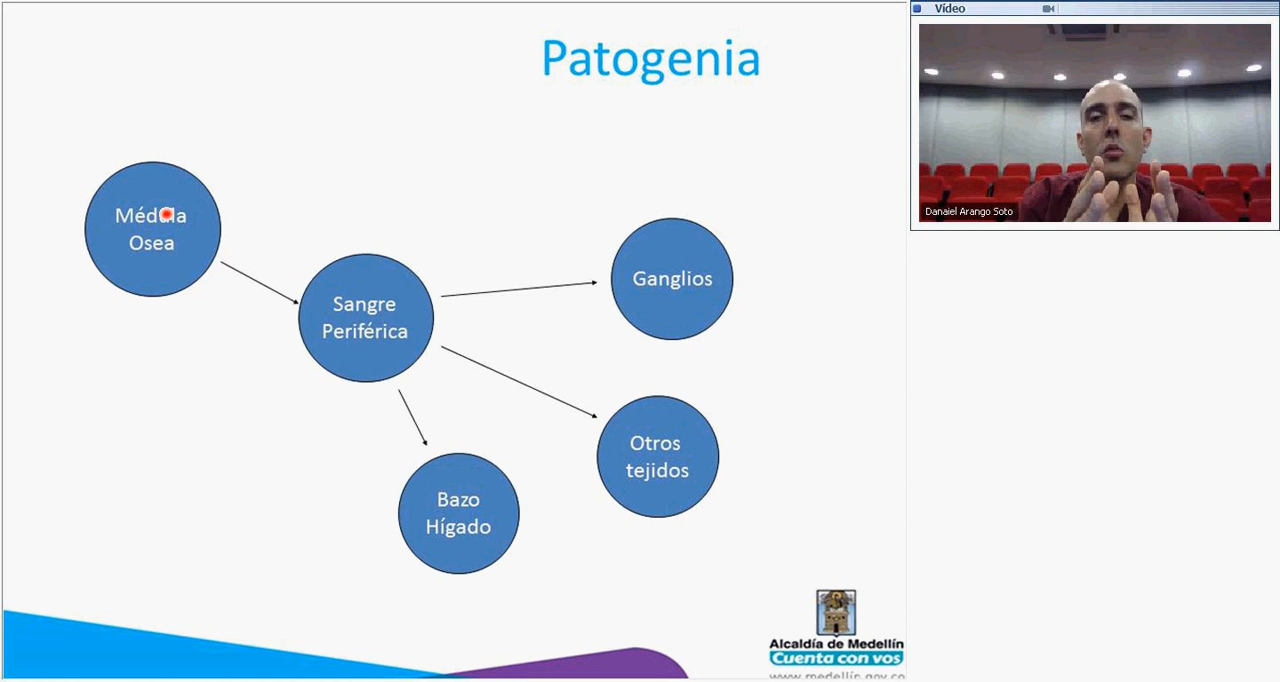 Patogenia
Vídeo
Médula
Osea
Sangre
Periférica
Ganglios
Otros
tejidos
Bazo
Hígado
Danaiel Arango Soto
Alcaldía de Medellín
Cuenta con vos
www.medellin.gov.co